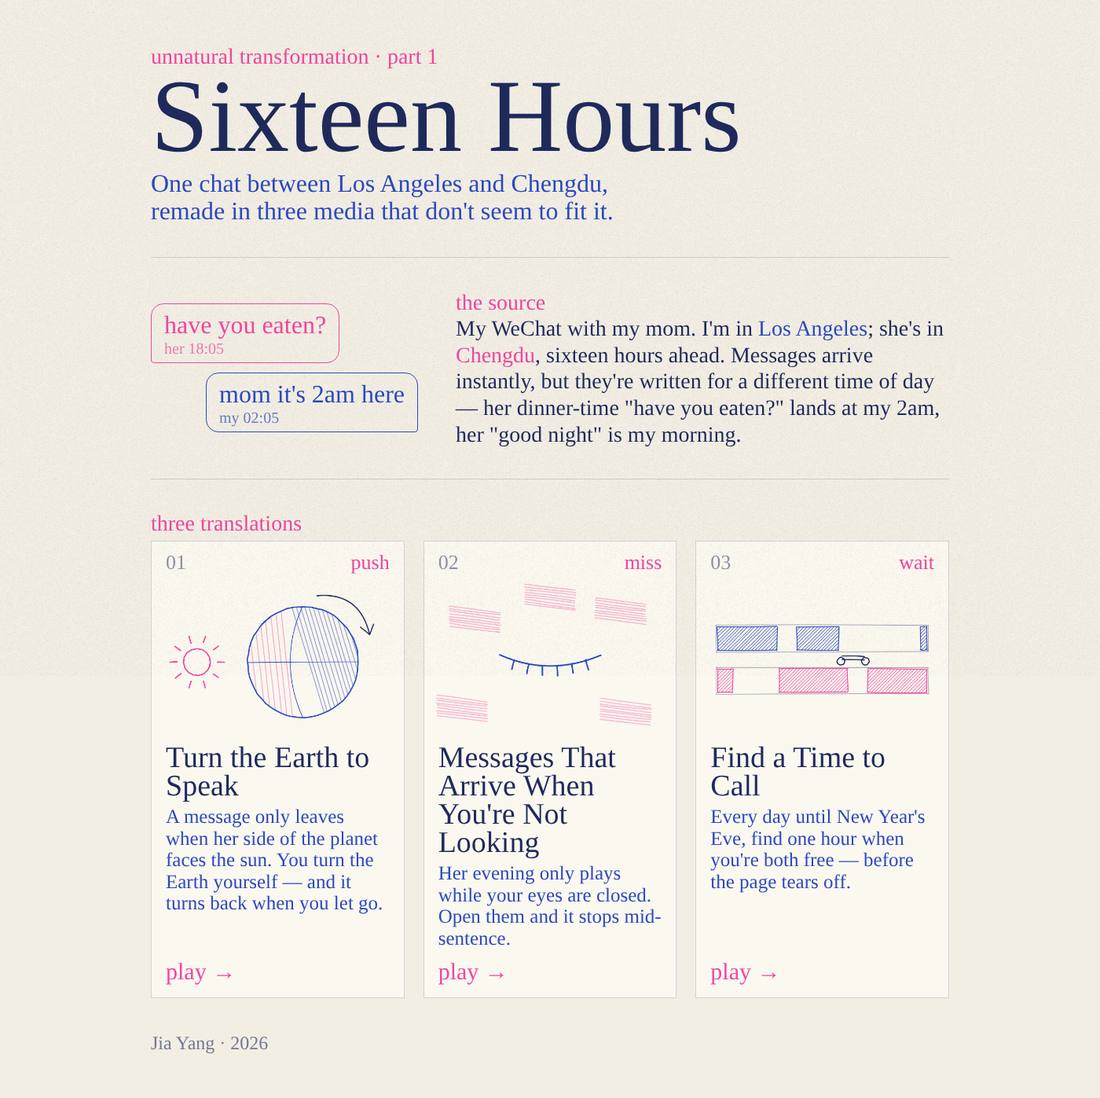 unnatural transformation · part 1
Sixteen Hours
One chat between Los Angeles and Chengdu,
remade in three media that don't seem to fit it.
have you eaten?
her 18:05
mom it's 2am here
my 02:05
the source
My WeChat with my mom. I'm in Los Angeles; she's in
Chengdu, sixteen hours ahead. Messages arrive
instantly, but they're written for a different time of day
— her dinner-time "have you eaten?" lands at my 2am,
her "good night" is my morning.
three translations
01
push
Turn the Earth to
Speak
A message only leaves
when her side of the planet
faces the sun. You turn the
Earth yourself — and it
turns back when you let go.
play →
02
miss
Messages That
Arrive When
You're Not
Looking
Her evening only plays
while your eyes are closed.
Open them and it stops mid-
sentence.
play →
03
wait
Find a Time to
Call
Every day until New Year's
Eve, find one hour when
you're both free — before
the page tears off.
play →
Jia Yang · 2026